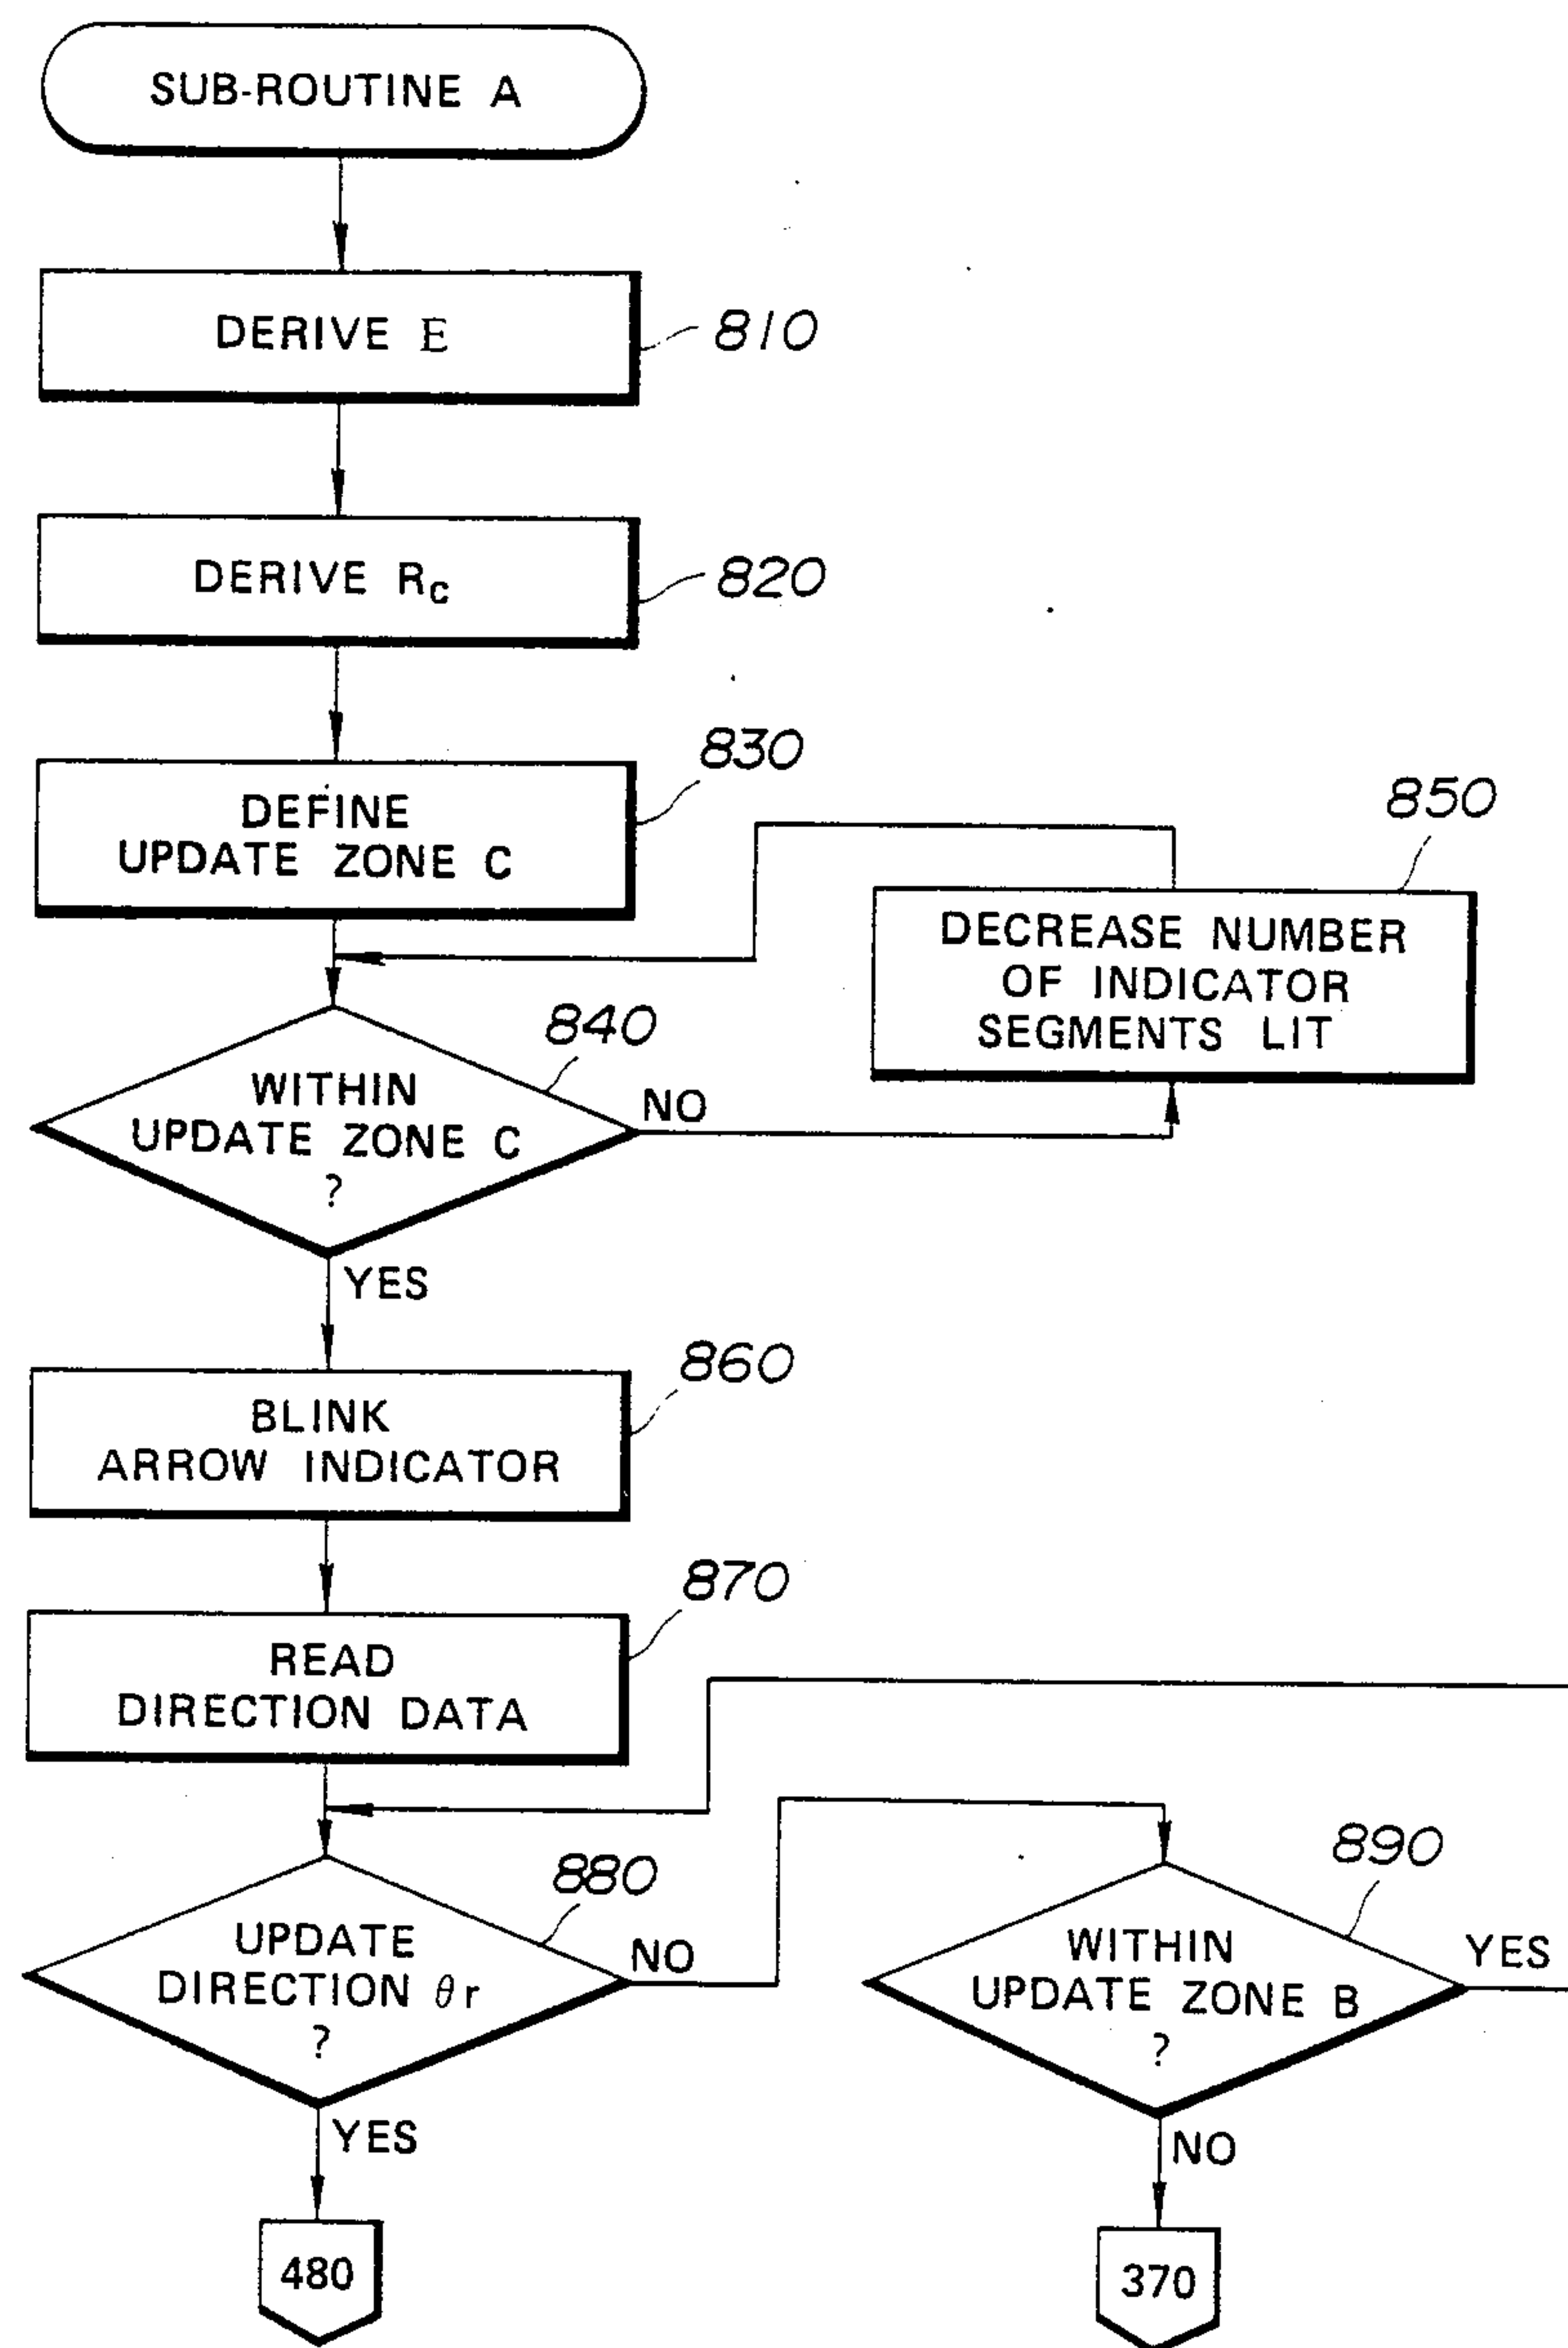 SUB-ROUTINE A
DERIVE E
810
DERIVE Rc
820
830
DEFINE
UPDATE ZONE C
850
DECREASE NUMBER
OF INDICATOR
SEGMENTS LIT
840
WITHIN
UPDATE ZONE C
?
NO
YES
860
BLINK
ARROW INDICATOR
870
READ
DIRECTION DATA
880
UPDATE
DIRECTION θr
?
NO
890
WITHIN
UPDATE ZONE B
?
YES
YES
NO
480
370